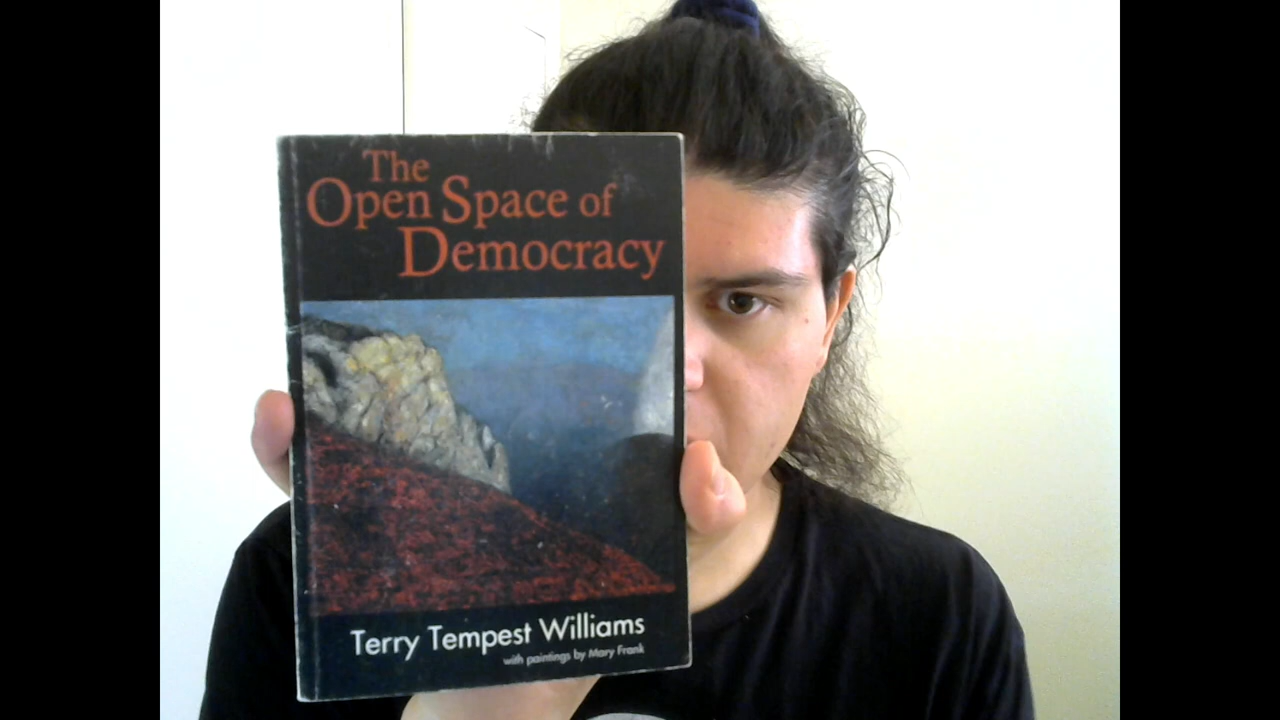 The
Open Space of
Democracy
Terry Tempest Williams
with paintings by Mary Frank